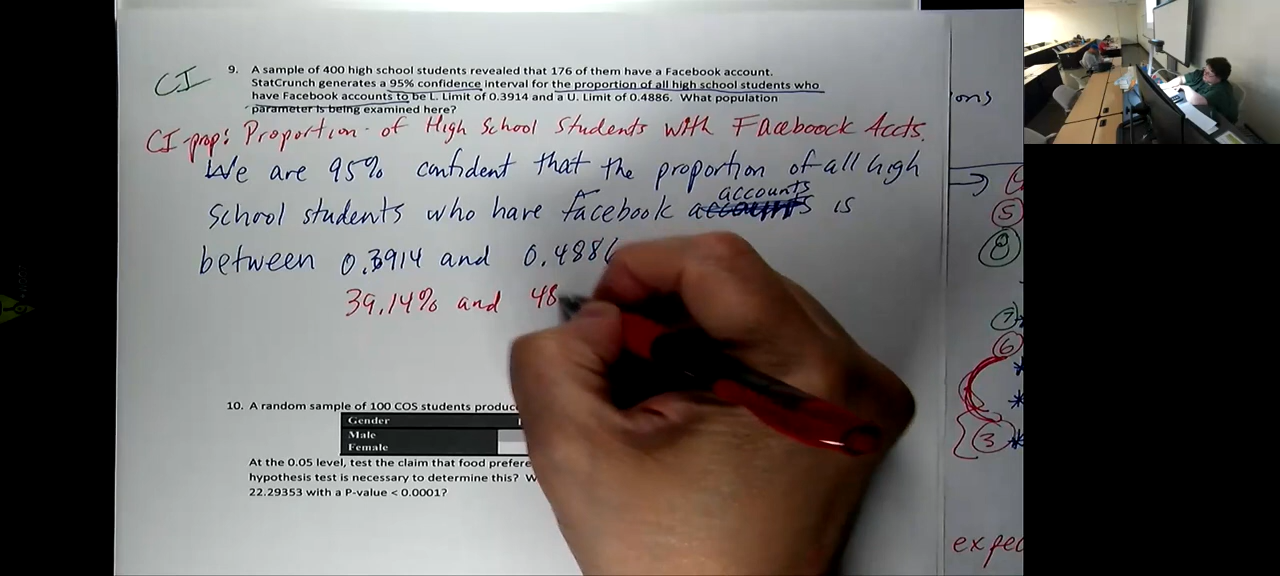 CI
9. A sample of 400 high school students revealed that 176 of them have a Facebook account.
StatCrunch generates a 95% confidence interval for the proportion of all high school students who
have Facebook accounts to be L. Limit of 0.3914 and a U. Limit of 0.4886. What population
parameter is being examined here?
CI-prop: Proportion of High School Students with Faceboock Accts.
We are 95% confident that the proportion of all high
accounts
school students who have facebook accounts is
between 0.3914 and 0.488
39.14% and 48
10. A random sample of 100 COS students produc
Gender
Male
Female
At the 0.05 level, test the claim that food prefere
hypothesis test is necessary to determine this? W
22.29353 with a P-value < 0.0001?
ons
5
8
7
6
*
*
3 *
expec